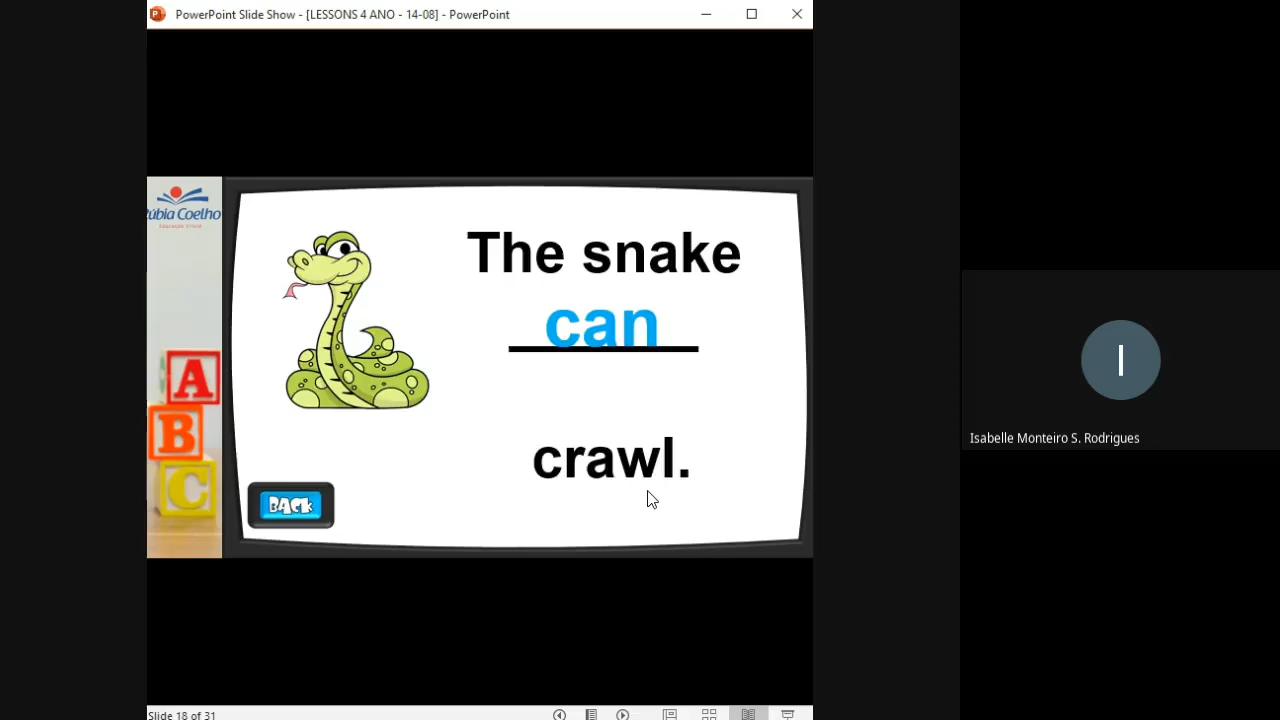 PowerPoint Slide Show - [LESSONS 4 ANO - 14-08] - PowerPoint
úbia Coelho
The snake
can
crawl.
A
B
C
BACK
I
Isabelle Monteiro S. Rodrigues
Slide 18 of 31